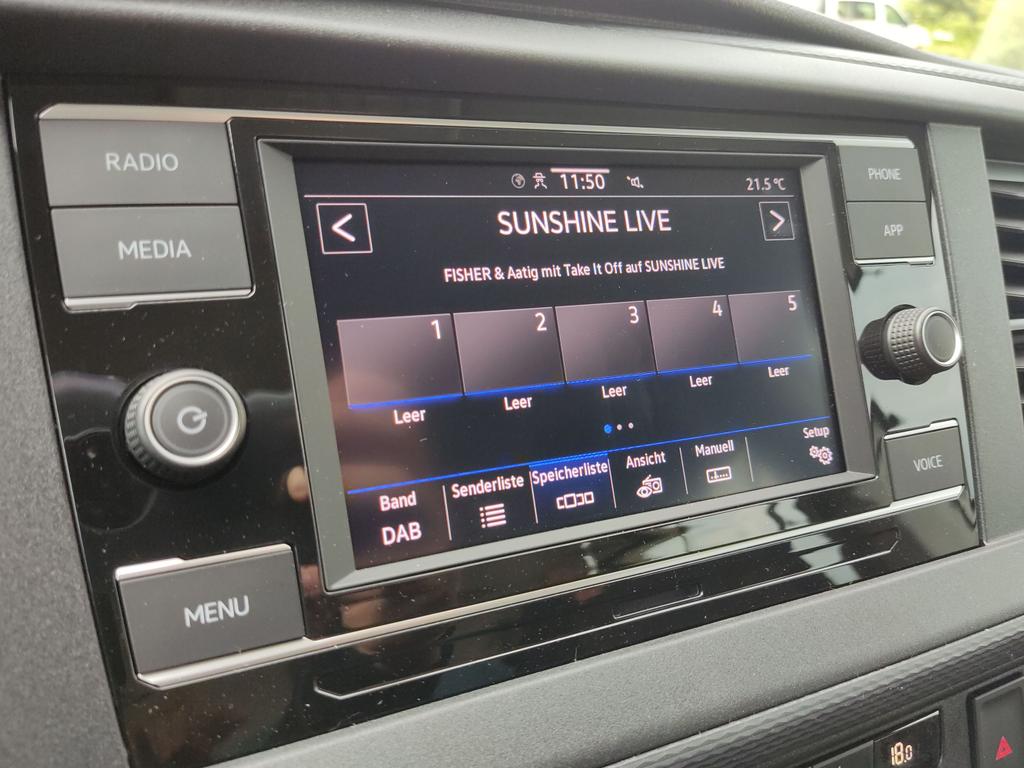 RADIO
MEDIA
MENU
11:50
21.5 °C
<
SUNSHINE LIVE
>
FISHER & Aatig mit Take It Off auf SUNSHINE LIVE
1 2 3 4 5
Leer Leer Leer Leer Leer
Band Senderliste Speicherliste Ansicht Manuell Setup
DAB
PHONE
APP
VOICE
18.0